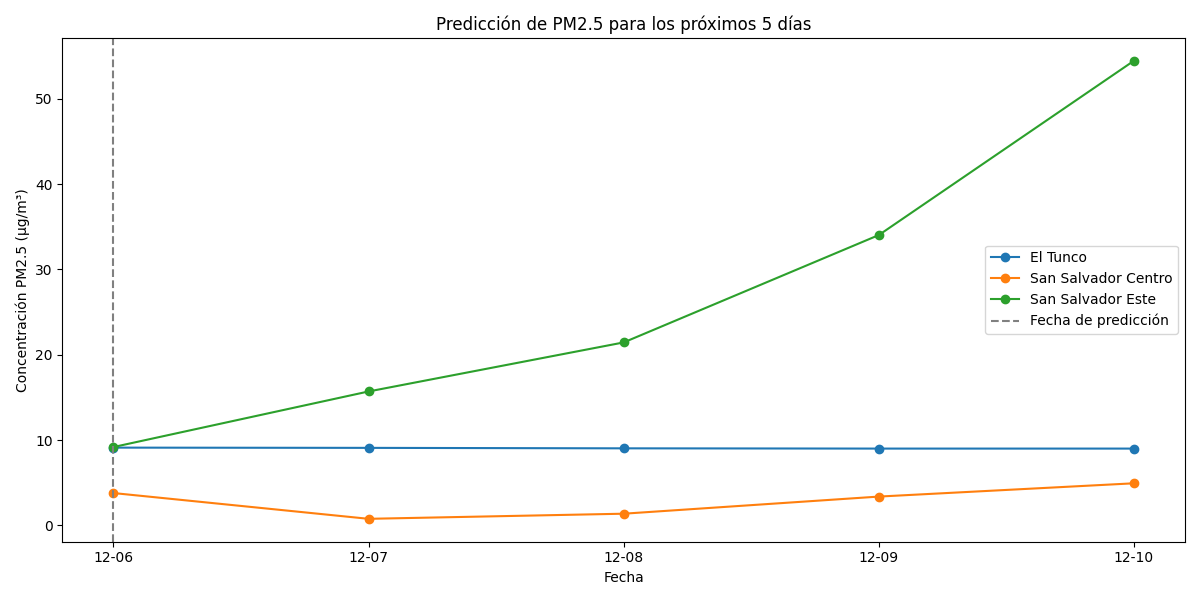 Predicción de PM2.5 para los próximos 5 días
Concentración PM2.5 (µg/m³)
50
40
30
20
10
0
El Tunco
San Salvador Centro
San Salvador Este
Fecha de predicción
12-06 12-07 12-08 12-09 12-10
Fecha